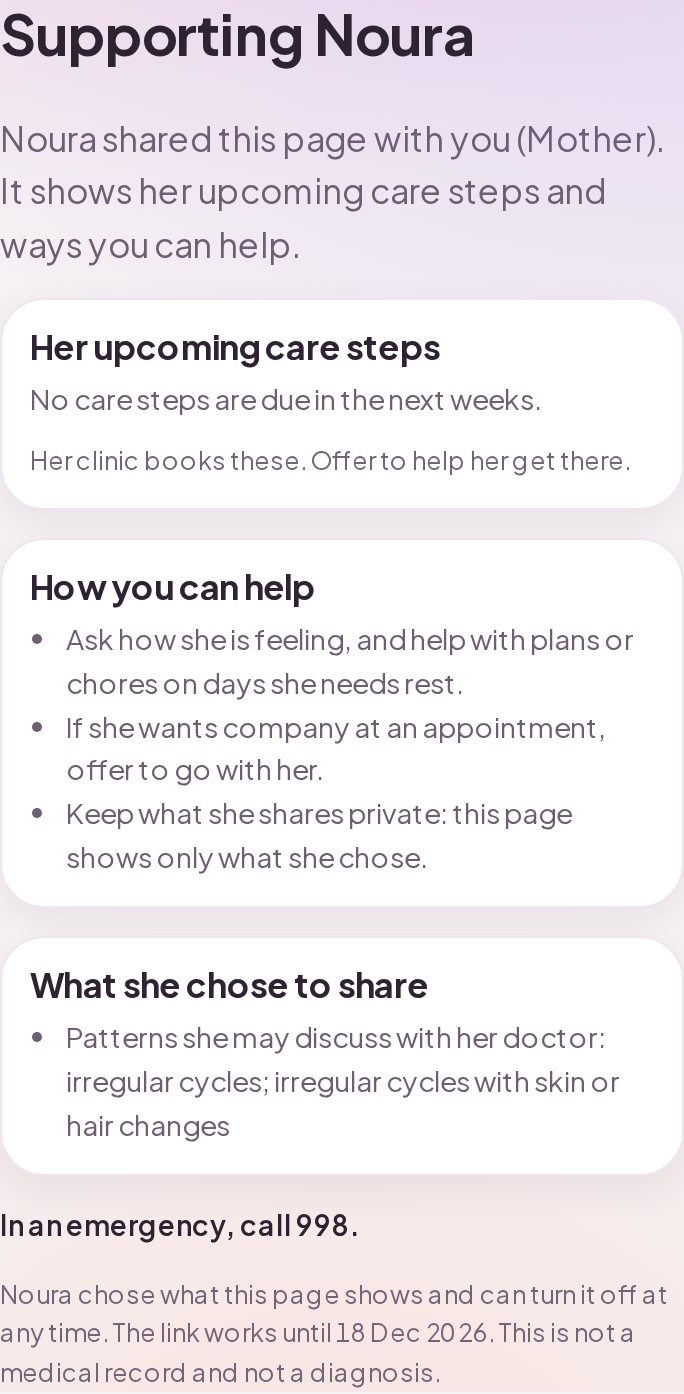 Supporting Noura
Noura shared this page with you (Mother).
It shows her upcoming care steps and
ways you can help.
Her upcoming care steps
No care steps are due in the next weeks.
Her clinic books these. Offer to help her get there.
How you can help
• Ask how she is feeling, and help with plans or
chores on days she needs rest.
• If she wants company at an appointment,
offer to go with her.
• Keep what she shares private: this page
shows only what she chose.
What she chose to share
• Patterns she may discuss with her doctor:
irregular cycles; irregular cycles with skin or
hair changes
In an emergency, call 998.
Noura chose what this page shows and can turn it off at
any time. The link works until 18 Dec 2026. This is not a
medical record and not a diagnosis.